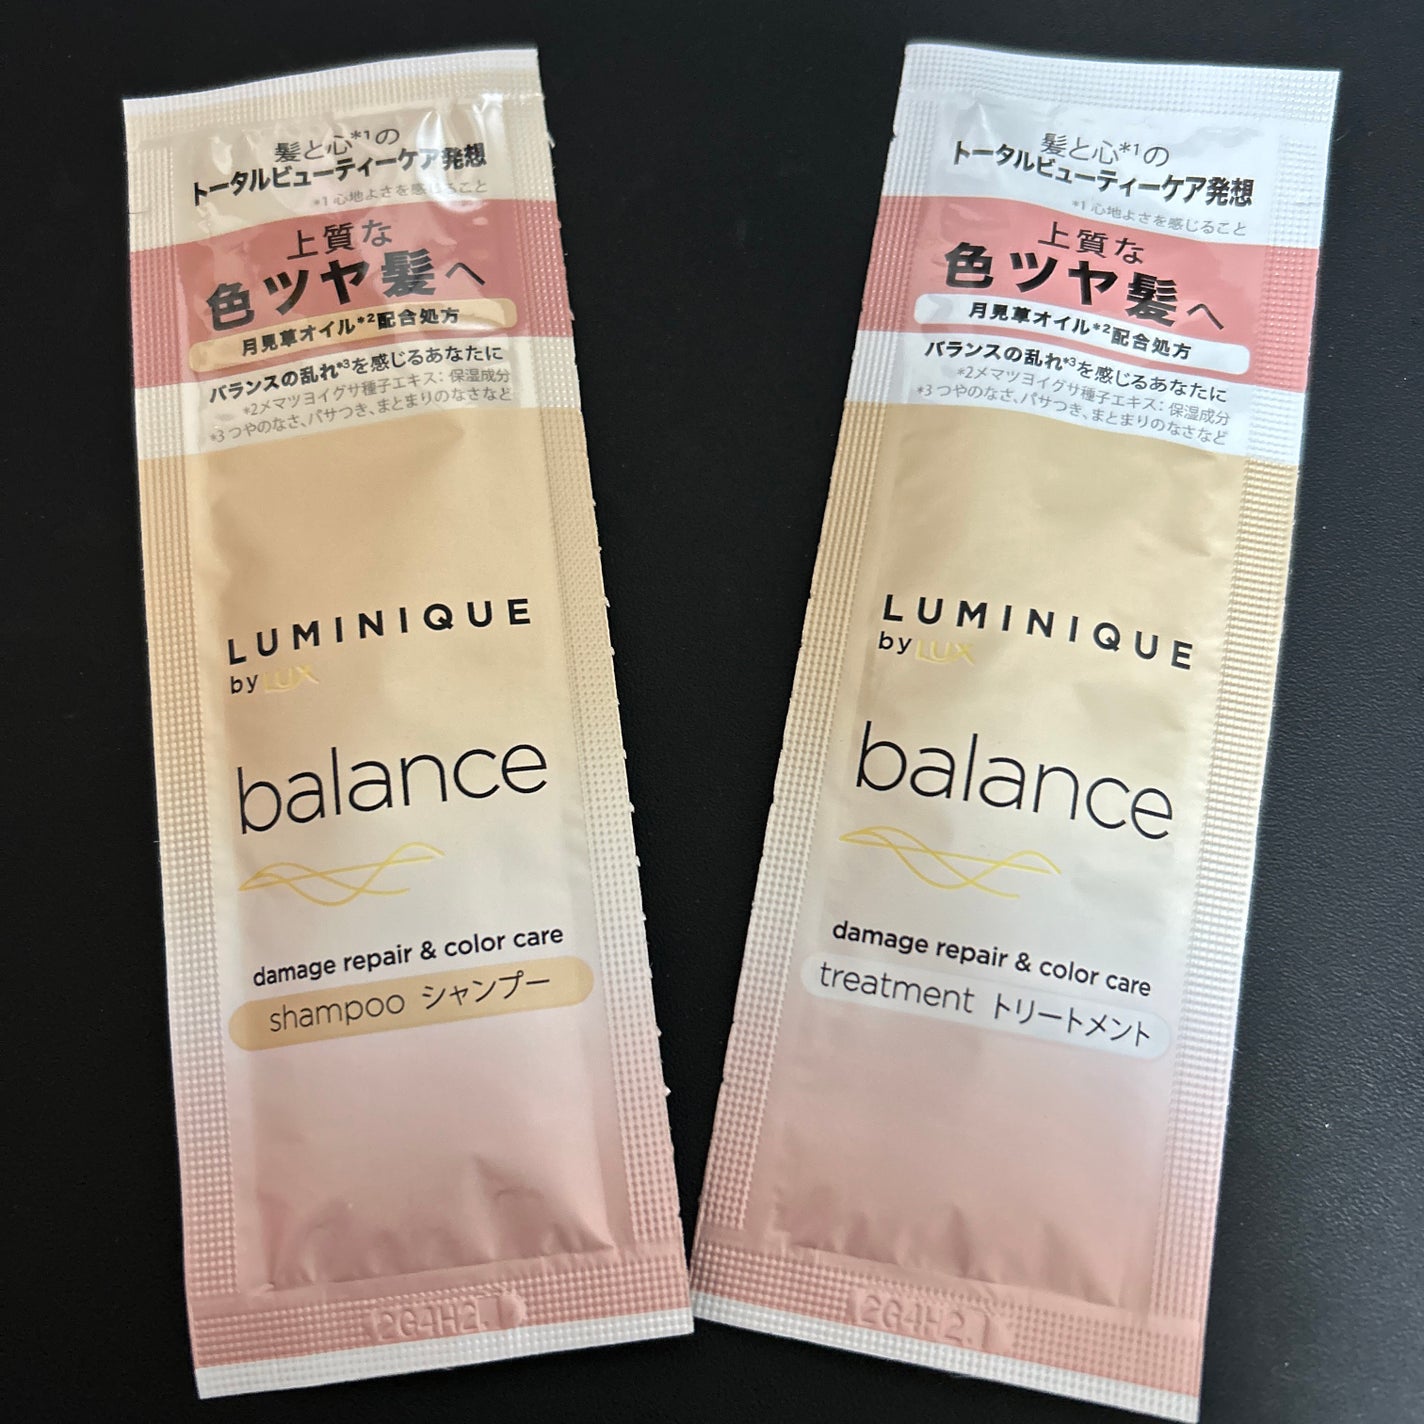 髪と心*1の
トータルビューティーケア発想
*1 心地よさを感じること
上質な
色ツヤ髪へ
月見草オイル*2配合処方
バランスの乱れ*3を感じるあなたに
*2メマツヨイグサ種子エキス：保湿成分
*3 つやのなさ、パサつき、まとまりのなさなど
LUMINIQUE
by LUX
balance
damage repair & color care
shampoo シャンプー
2G4H2.1
髪と心*1の
トータルビューティーケア発想
*1 心地よさを感じること
上質な
色ツヤ髪へ
月見草オイル*2配合処方
バランスの乱れ*3を感じるあなたに
*2メマツヨイグサ種子エキス：保湿成分
*3 つやのなさ、パサつき、まとまりのなさなど
LUMINIQUE
by LUX
balance
damage repair & color care
treatment トリートメント
2G4H2.1